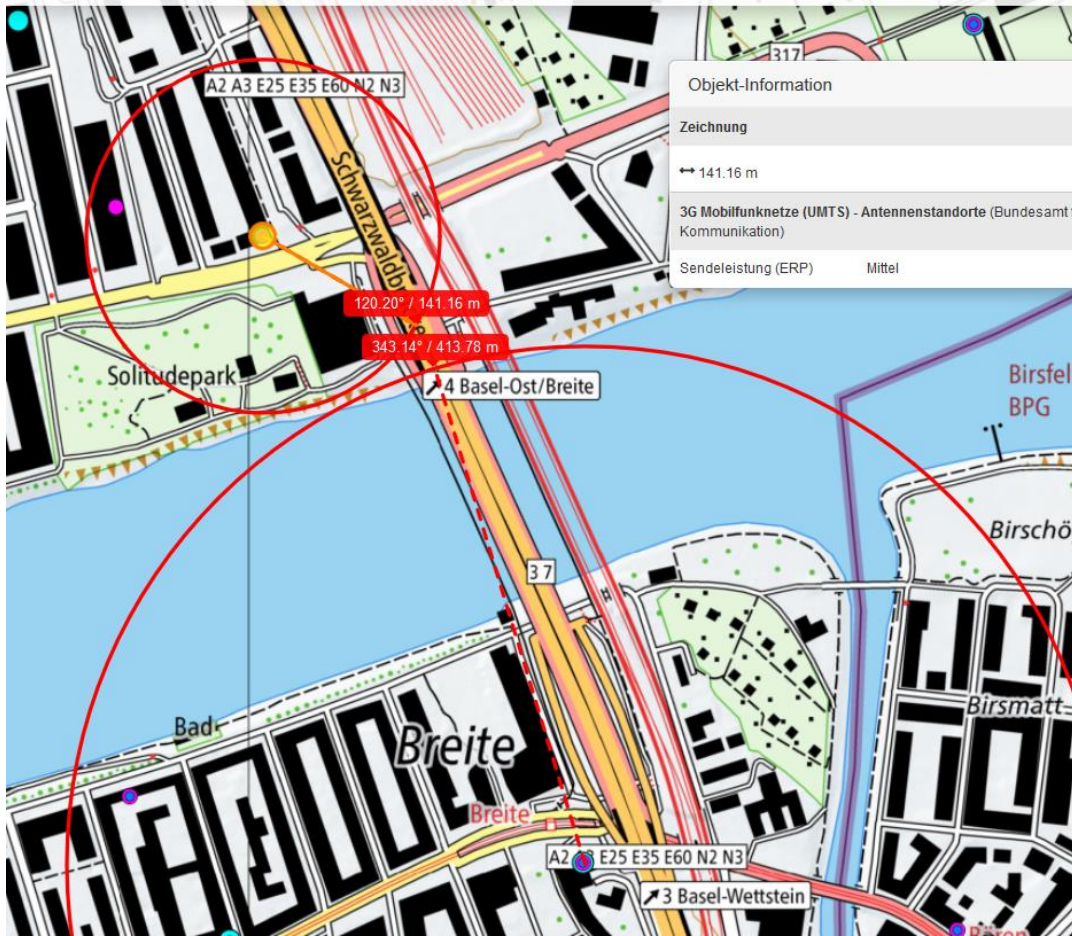 317
A2 A3 E25 E35 E60 N2 N3
Objekt-Information
Zeichnung
↔ 141.16 m
3G Mobilfunknetze (UMTS) - Antennenstandorte (Bundesamt
Kommunikation)
Sendeleistung (ERP) Mittel
120.20° / 141.16 m
343.14° / 413.78 m
Solitudepark
4 Basel-Ost/Breite
Birsfel
BPG
Birschö
37
Bad
Breite
Birsmatt
Breite
A2 E25 E35 E60 N2 N3
3 Basel-Wettstein
Bären